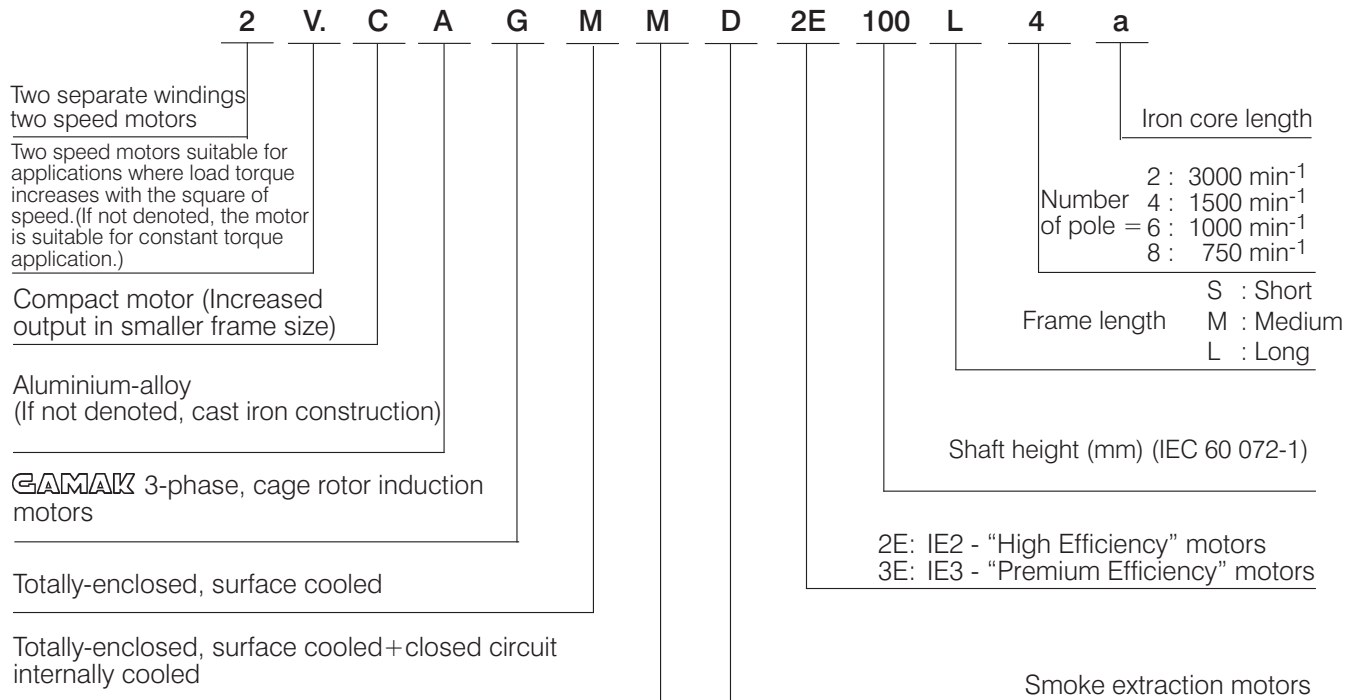 2 V. C A G M M D 2E 100 L 4 a
Two separate windings
two speed motors
Two speed motors suitable for
applications where load torque
increases with the square of
speed.(If not denoted, the motor
is suitable for constant torque
application.)
Compact motor (Increased
output in smaller frame size)
Aluminium-alloy
(If not denoted, cast iron construction)
GAMAK 3-phase, cage rotor induction
motors
Totally-enclosed, surface cooled
Totally-enclosed, surface cooled+closed circuit
internally cooled
Iron core length
2 : 3000 min-1
Number 4 : 1500 min-1
of pole = 6 : 1000 min-1
8 : 750 min-1
S : Short
Frame length M : Medium
L : Long
Shaft height (mm) (IEC 60 072-1)
2E: IE2 - “High Efficiency” motors
3E: IE3 - “Premium Efficiency” motors
Smoke extraction motors